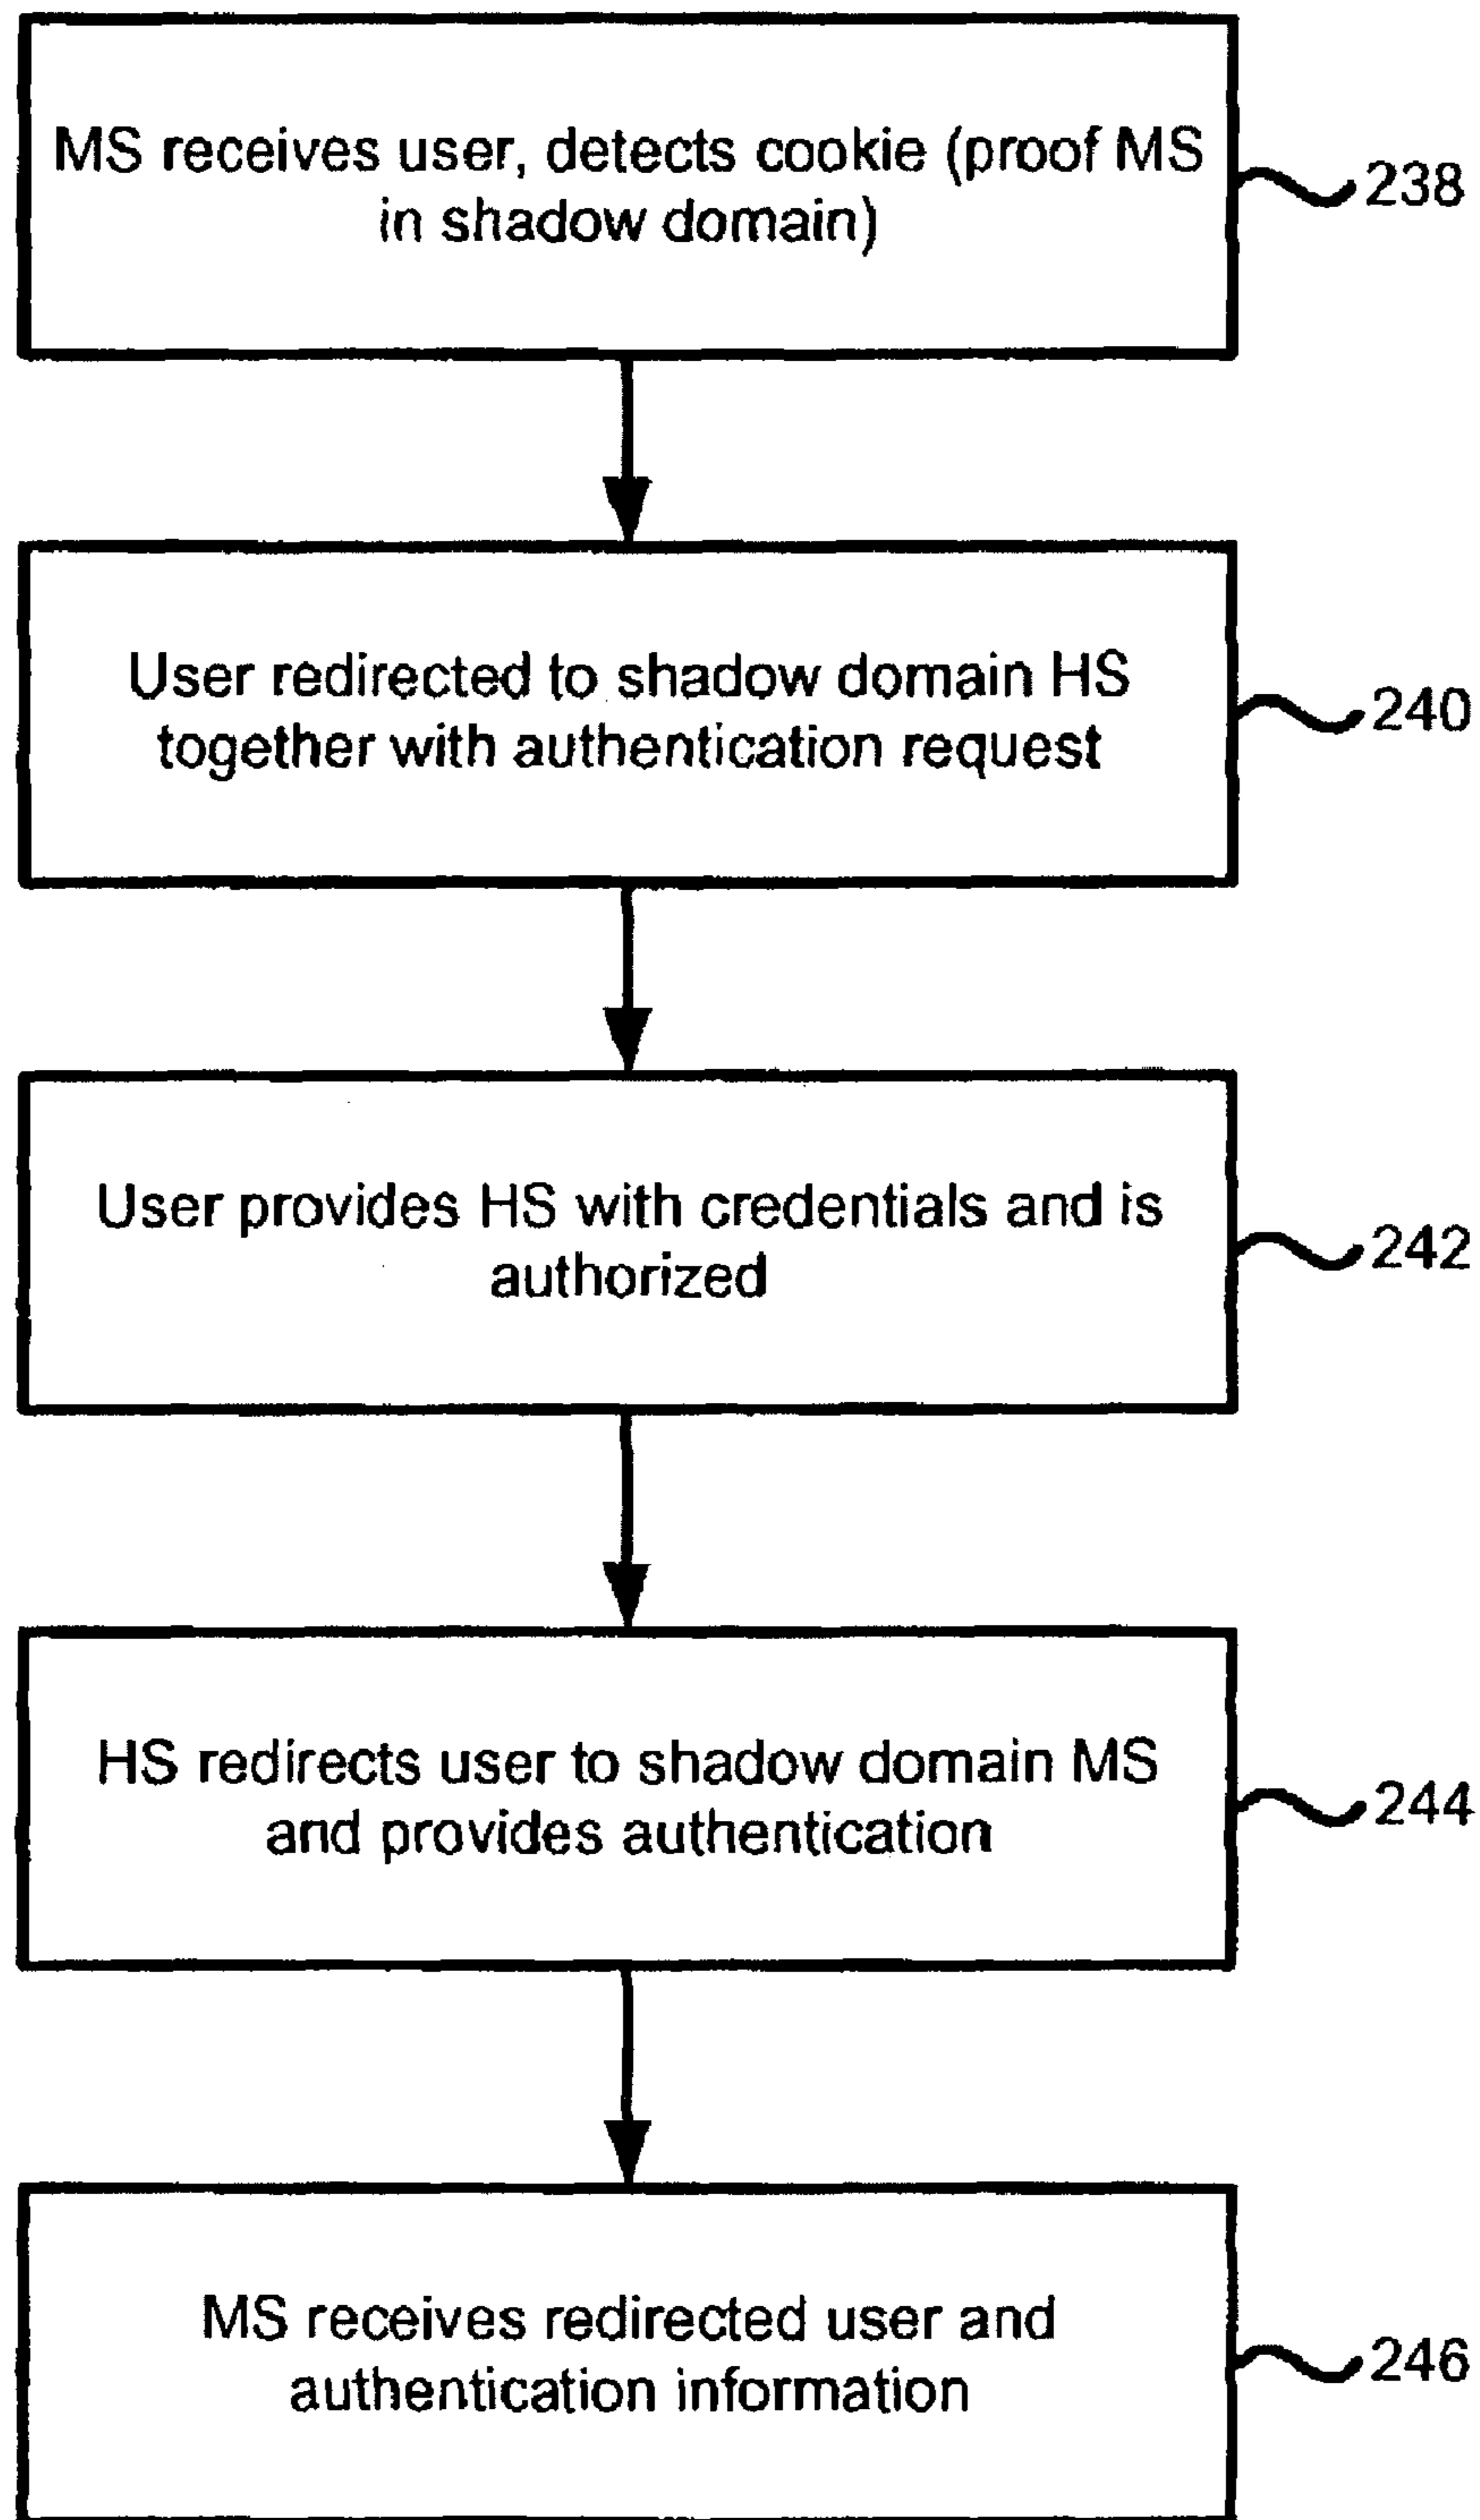 MS receives user, detects cookie (proof MS
in shadow domain)
238
User redirected to shadow domain HS
together with authentication request
240
User provides HS with credentials and is
authorized
242
HS redirects user to shadow domain MS
and provides authentication
244
MS receives redirected user and
authentication information
246